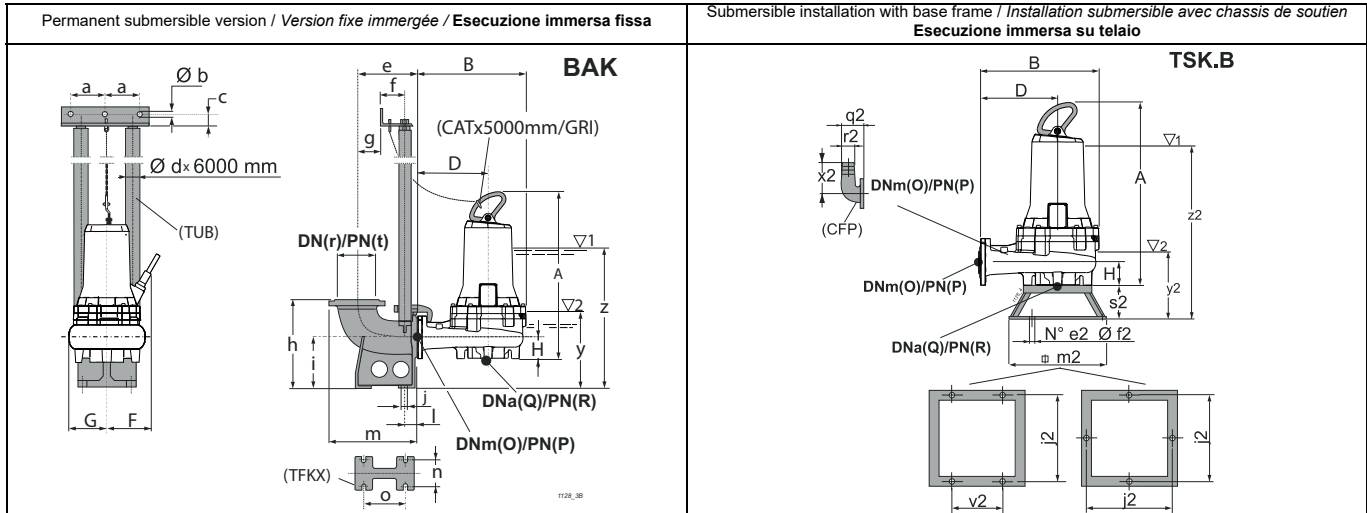 Permanent submersible version / Version fixe immergée / Esecuzione immersa fissa
Submersible installation with base frame / Installation submersible avec chassis de soutien
Esecuzione immersa su telaio
BAK
a a
Ø b
c
Ø d x 6000 mm
(TUB)
G F
e B
f
g
(CATx5000mm/GRI)
D
DN(r)/PN(t)
▽1
A
z
▽2
h
i
H
y
j
l
DNa(Q)/PN(R)
m
DNm(O)/PN(P)
(TFKX)
n
o
1128_3B
TSK.B
B
D
q2
r2
x2
(CFP)
DNm(O)/PN(P)
▽1
A
z2
▽2
H
y2
s2
DNm(O)/PN(P)
DNa(Q)/PN(R)
N° e2 Ø f2
m2
j2
v2
j2
j2